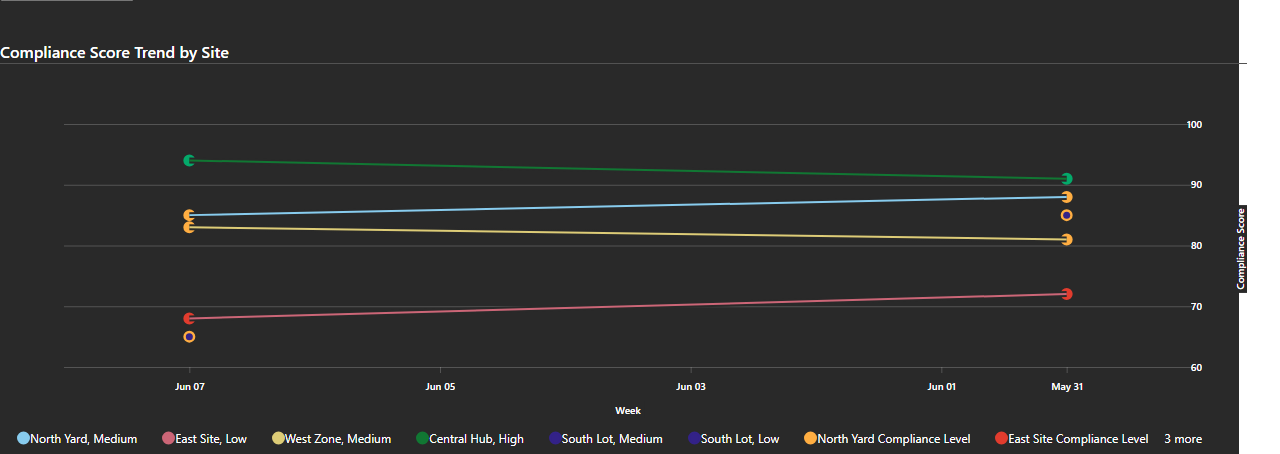 Compliance Score Trend by Site
100
90
80
70
60
Compliance Score
Jun 07 Jun 05 Jun 03 Jun 01 May 31
Week
North Yard, Medium East Site, Low West Zone, Medium Central Hub, High South Lot, Medium South Lot, Low North Yard Compliance Level East Site Compliance Level 3 more